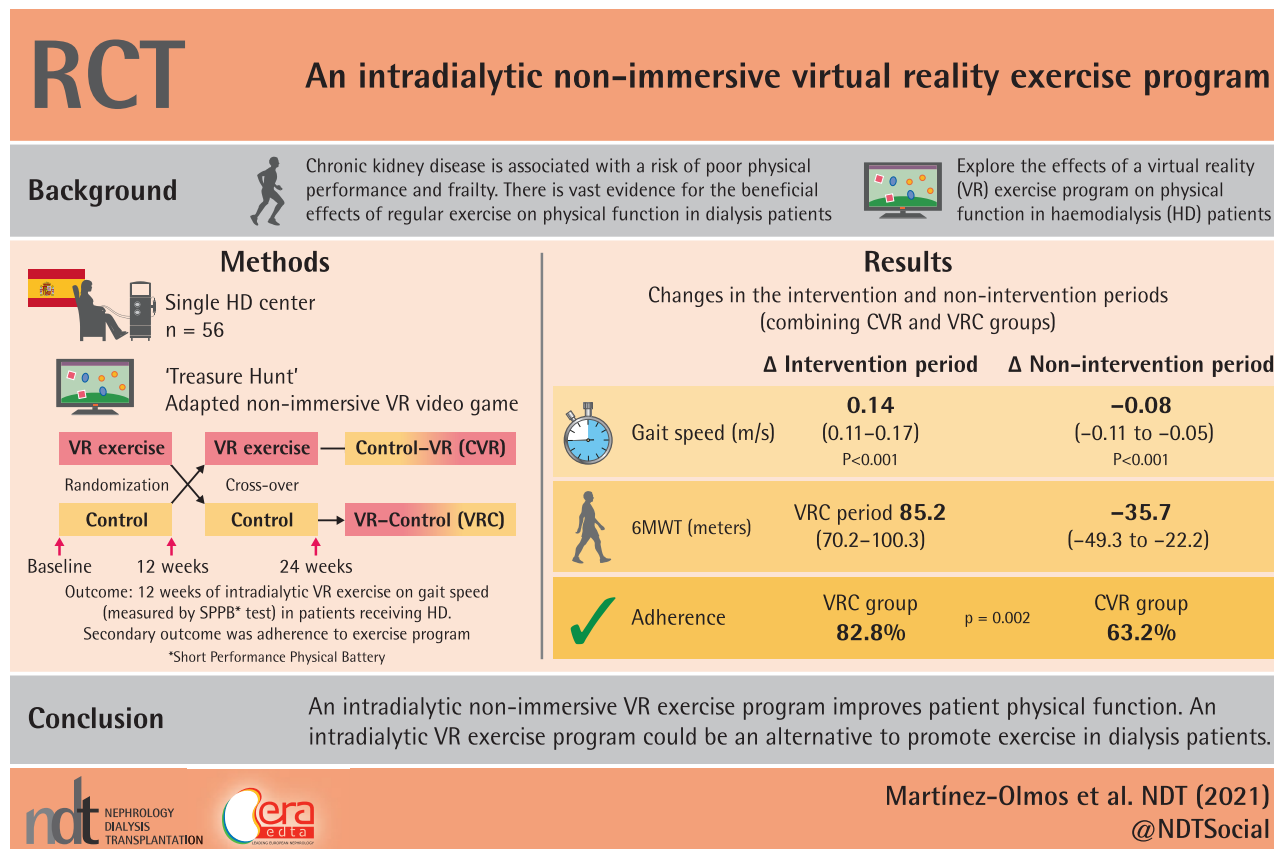 RCT
An intradialytic non-immersive virtual reality exercise program
Background
Chronic kidney disease is associated with a risk of poor physical
performance and frailty. There is vast evidence for the beneficial
effects of regular exercise on physical function in dialysis patients
Explore the effects of a virtual reality
(VR) exercise program on physical
function in haemodialysis (HD) patients
Methods
Single HD center
n = 56
‘Treasure Hunt’
Adapted non-immersive VR video game
VR exercise
VR exercise
Control–VR (CVR)
Randomization
Cross-over
Control
Control
VR–Control (VRC)
Baseline
12 weeks
24 weeks
Outcome: 12 weeks of intradialytic VR exercise on gait speed
(measured by SPPB* test) in patients receiving HD.
Secondary outcome was adherence to exercise program
*Short Performance Physical Battery
Results
Changes in the intervention and non-intervention periods
(combining CVR and VRC groups)
Δ Intervention period
Δ Non-intervention period
Gait speed (m/s)
0.14
(0.11–0.17)
P<0.001
–0.08
(–0.11 to –0.05)
P<0.001
6MWT (meters)
VRC period 85.2
(70.2–100.3)
–35.7
(–49.3 to –22.2)
Adherence
VRC group
82.8%
p = 0.002
CVR group
63.2%
Conclusion
An intradialytic non-immersive VR exercise program improves patient physical function. An
intradialytic VR exercise program could be an alternative to promote exercise in dialysis patients.
ndt
NEPHROLOGY
DIALYSIS
TRANSPLANTATION
era
edta
LEADING EUROPEAN NEPHROLOGY
Martínez-Olmos et al. NDT (2021)
@NDTSocial